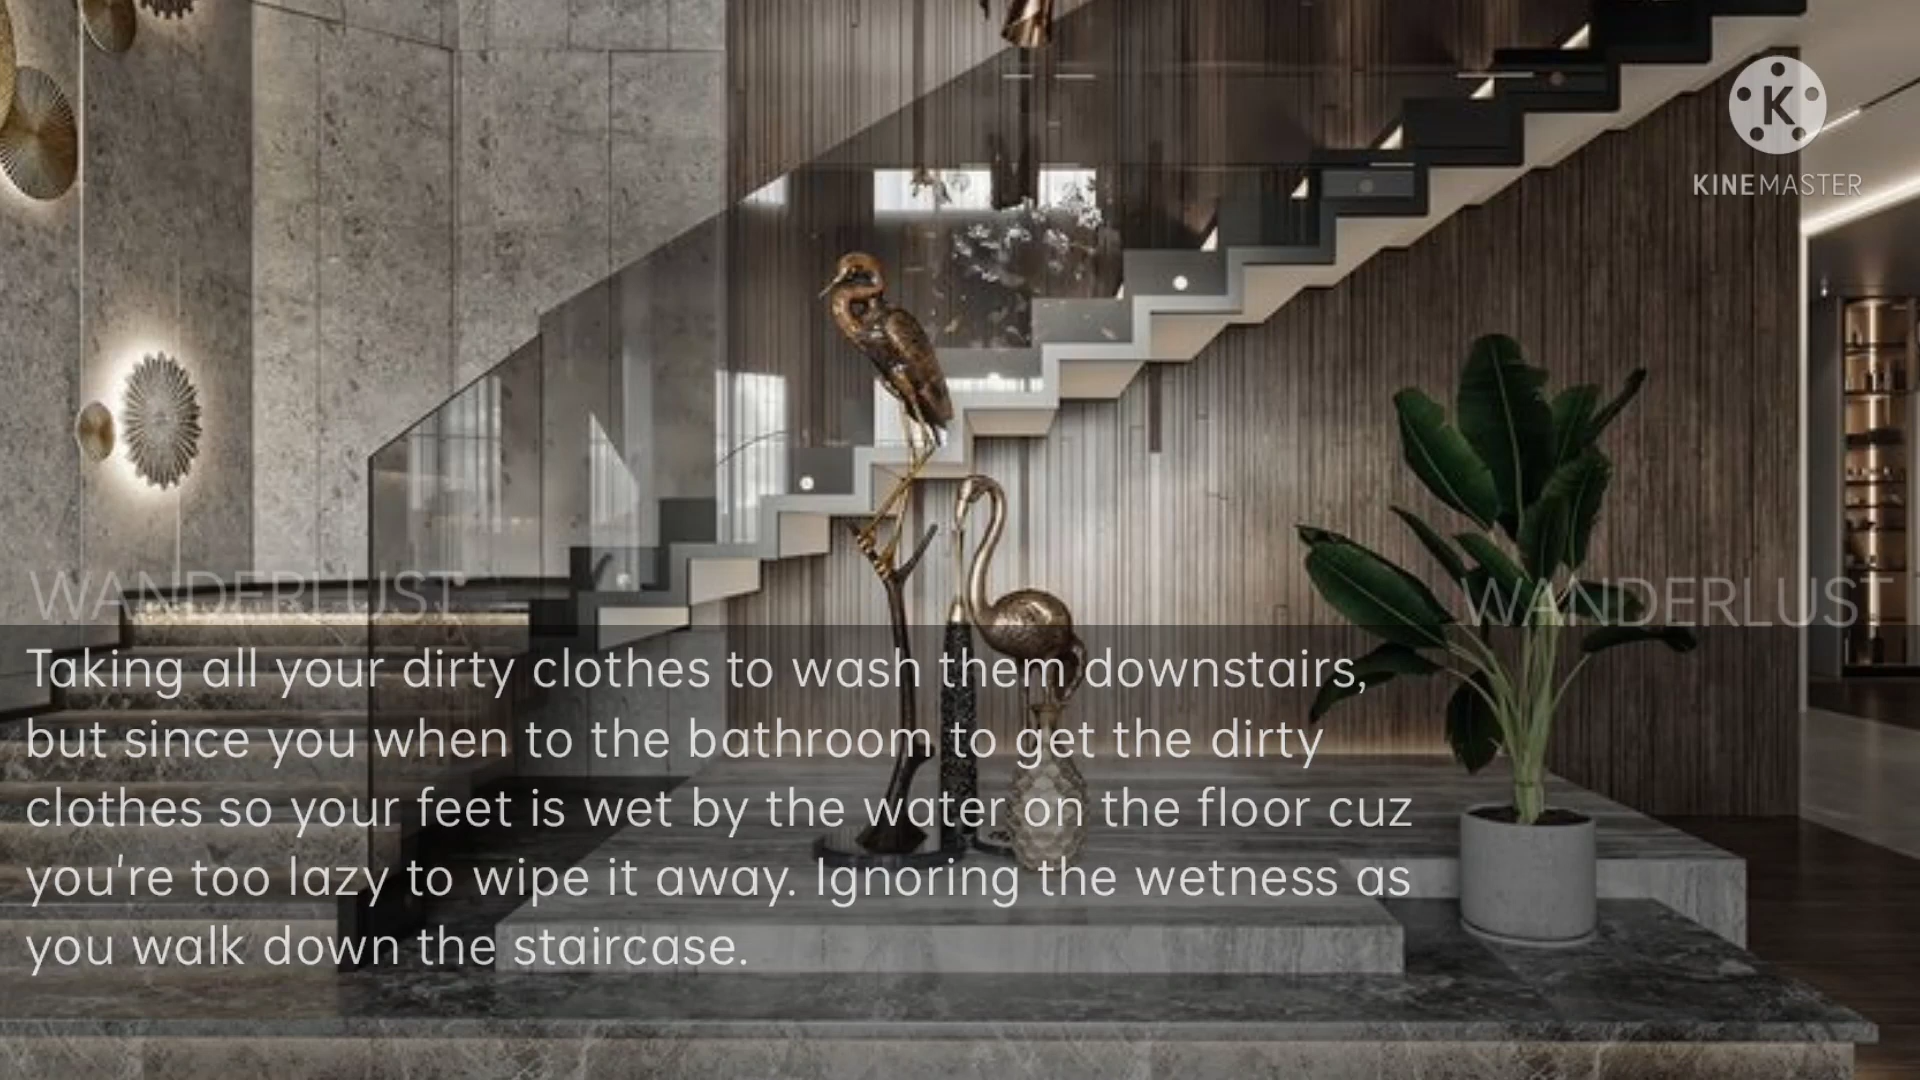 K
KINEMASTER
WANDERLUST
WANDERLUST
Taking all your dirty clothes to wash them downstairs,
but since you when to the bathroom to get the dirty
clothes so your feet is wet by the water on the floor cuz
you're too lazy to wipe it away. Ignoring the wetness as
you walk down the staircase.